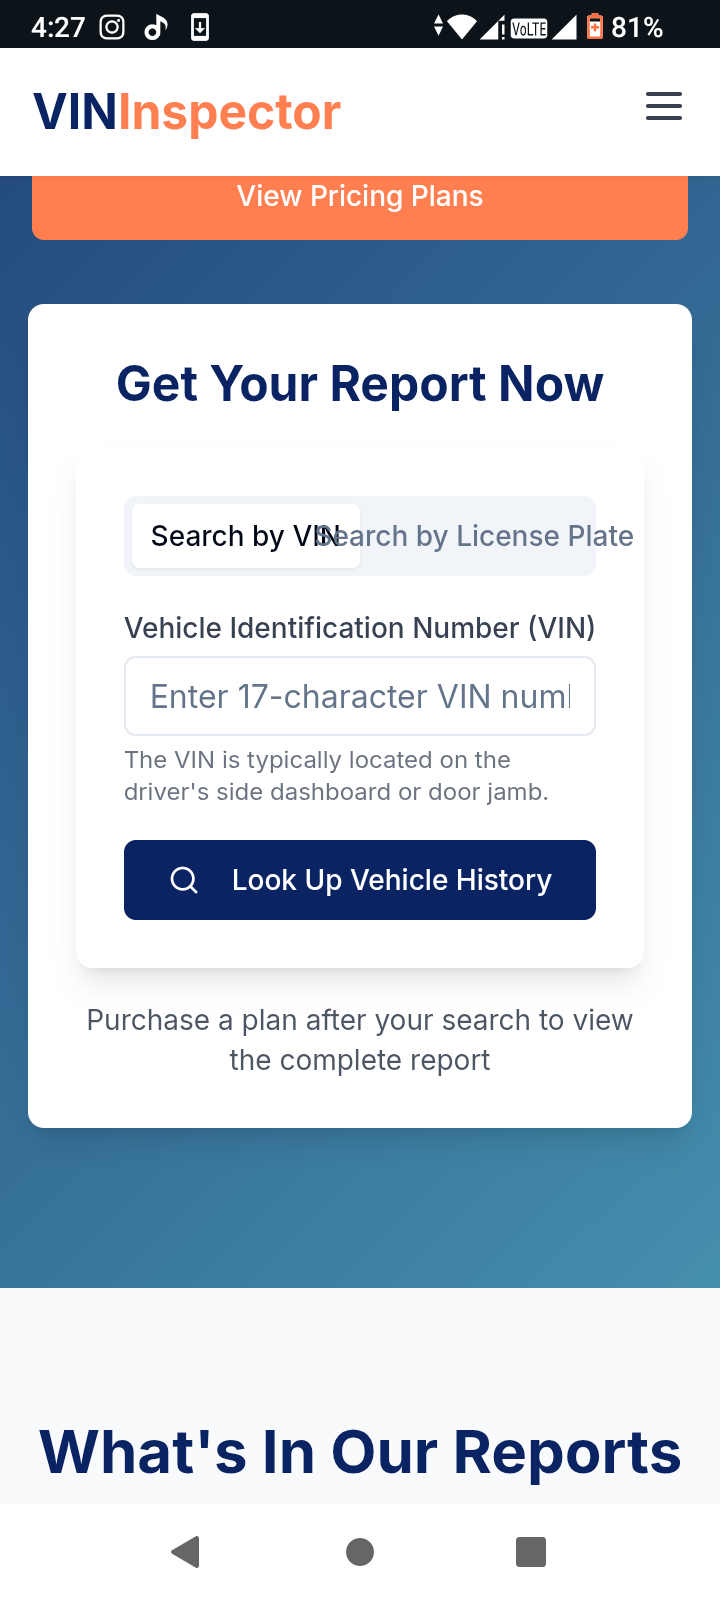 4:27
VoLTE
81%
VINInspector
View Pricing Plans
Get Your Report Now
Search by VIN
Search by License Plate
Vehicle Identification Number (VIN)
Enter 17-character VIN num
The VIN is typically located on the
driver's side dashboard or door jamb.
Look Up Vehicle History
Purchase a plan after your search to view
the complete report
What's In Our Reports